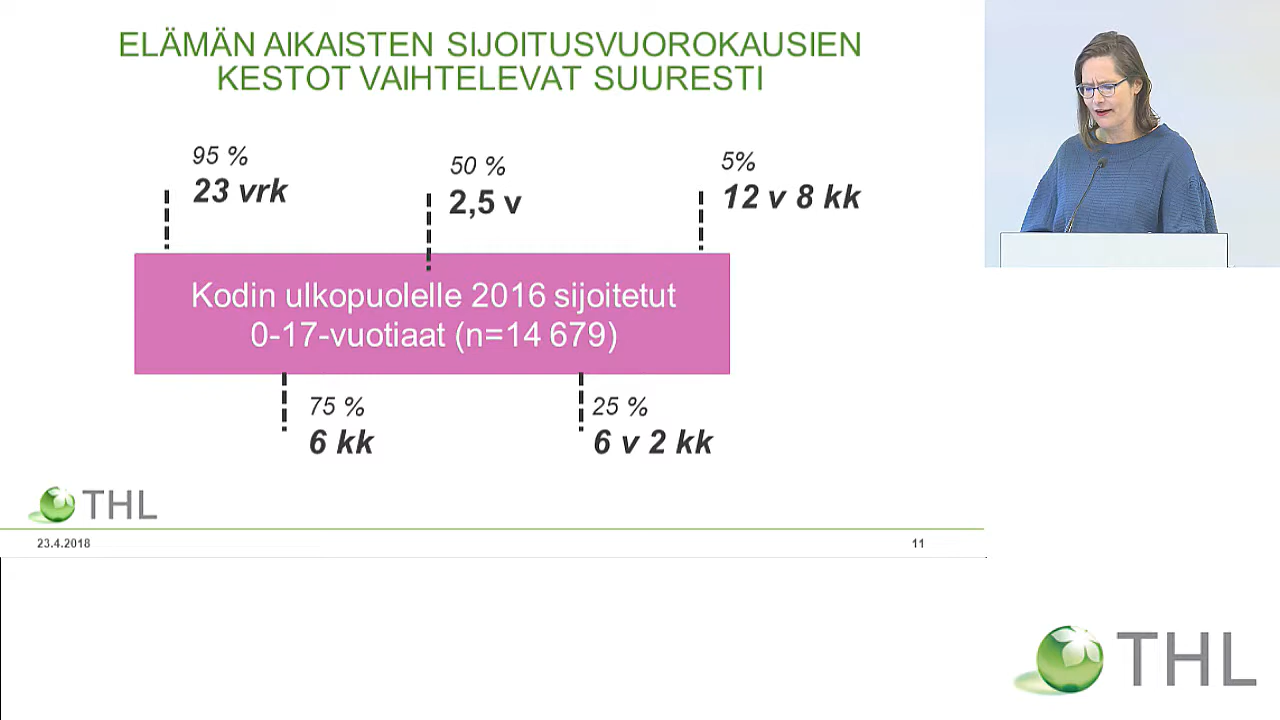 ELÄMÄN AIKAISTEN SIJOITUSVUOROKAUSIEN
KESTOT VAIHTELEVAT SUURESTI
95 %
23 vrk
50 %
2,5 v
5%
12 v 8 kk
Kodin ulkopuolelle 2016 sijoitetut
0-17-vuotiaat (n=14 679)
75 %
6 kk
25 %
6 v 2 kk
THL
23.4.2018
11
THL